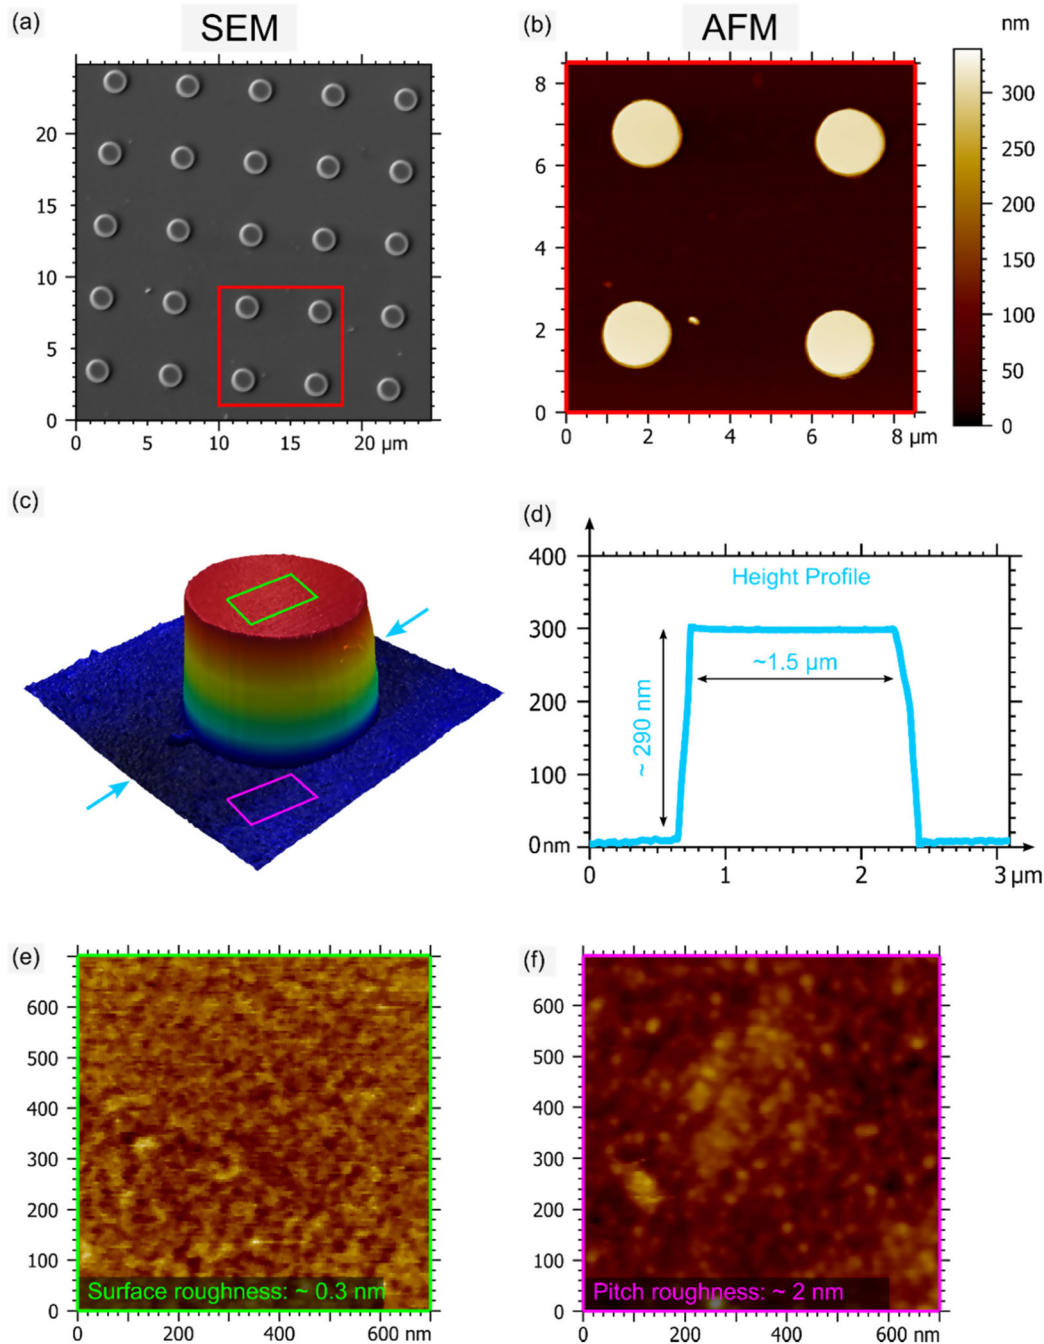 (a)
SEM
20
15
10
5
0
0 5 10 15 20 µm
(b)
AFM
nm
8
6
4
2
0
0 2 4 6 8 µm
300
250
200
150
100
50
0
(c)
(d)
400
300
200
100
0nm
Height Profile
~1.5 µm
~ 290 nm
0 1 2 3 µm
(e)
600
500
400
300
200
100
0
Surface roughness: ~ 0.3 nm
0 200 400 600 nm
(f)
600
500
400
300
200
100
0
Pitch roughness: ~ 2 nm
0 200 400 600 nm